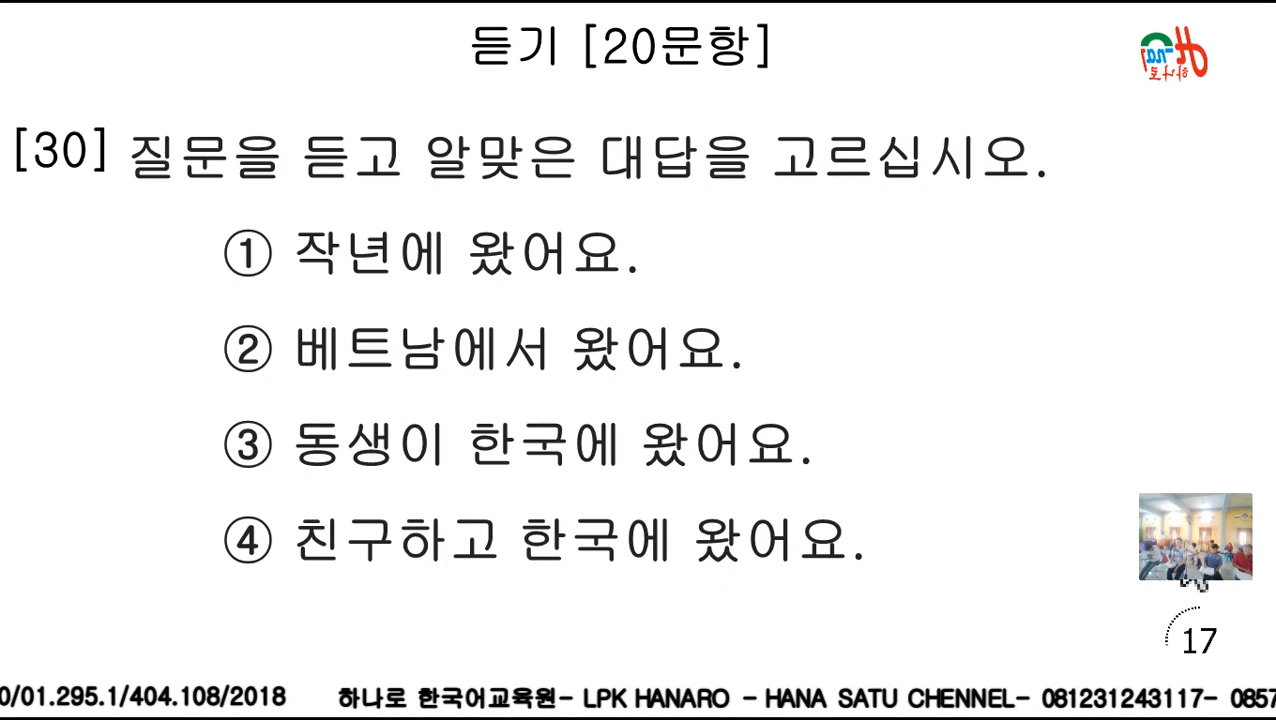 듣기 [20문항]
[30] 질문을 듣고 알맞은 대답을 고르십시오.
① 작년에 왔어요.
② 베트남에서 왔어요.
③ 동생이 한국에 왔어요.
④ 친구하고 한국에 왔어요.
17
0/01.295.1/404.108/2018 하나로 한국어교육원- LPK HANARO - HANA SATU CHENNEL- 081231243117- 0857